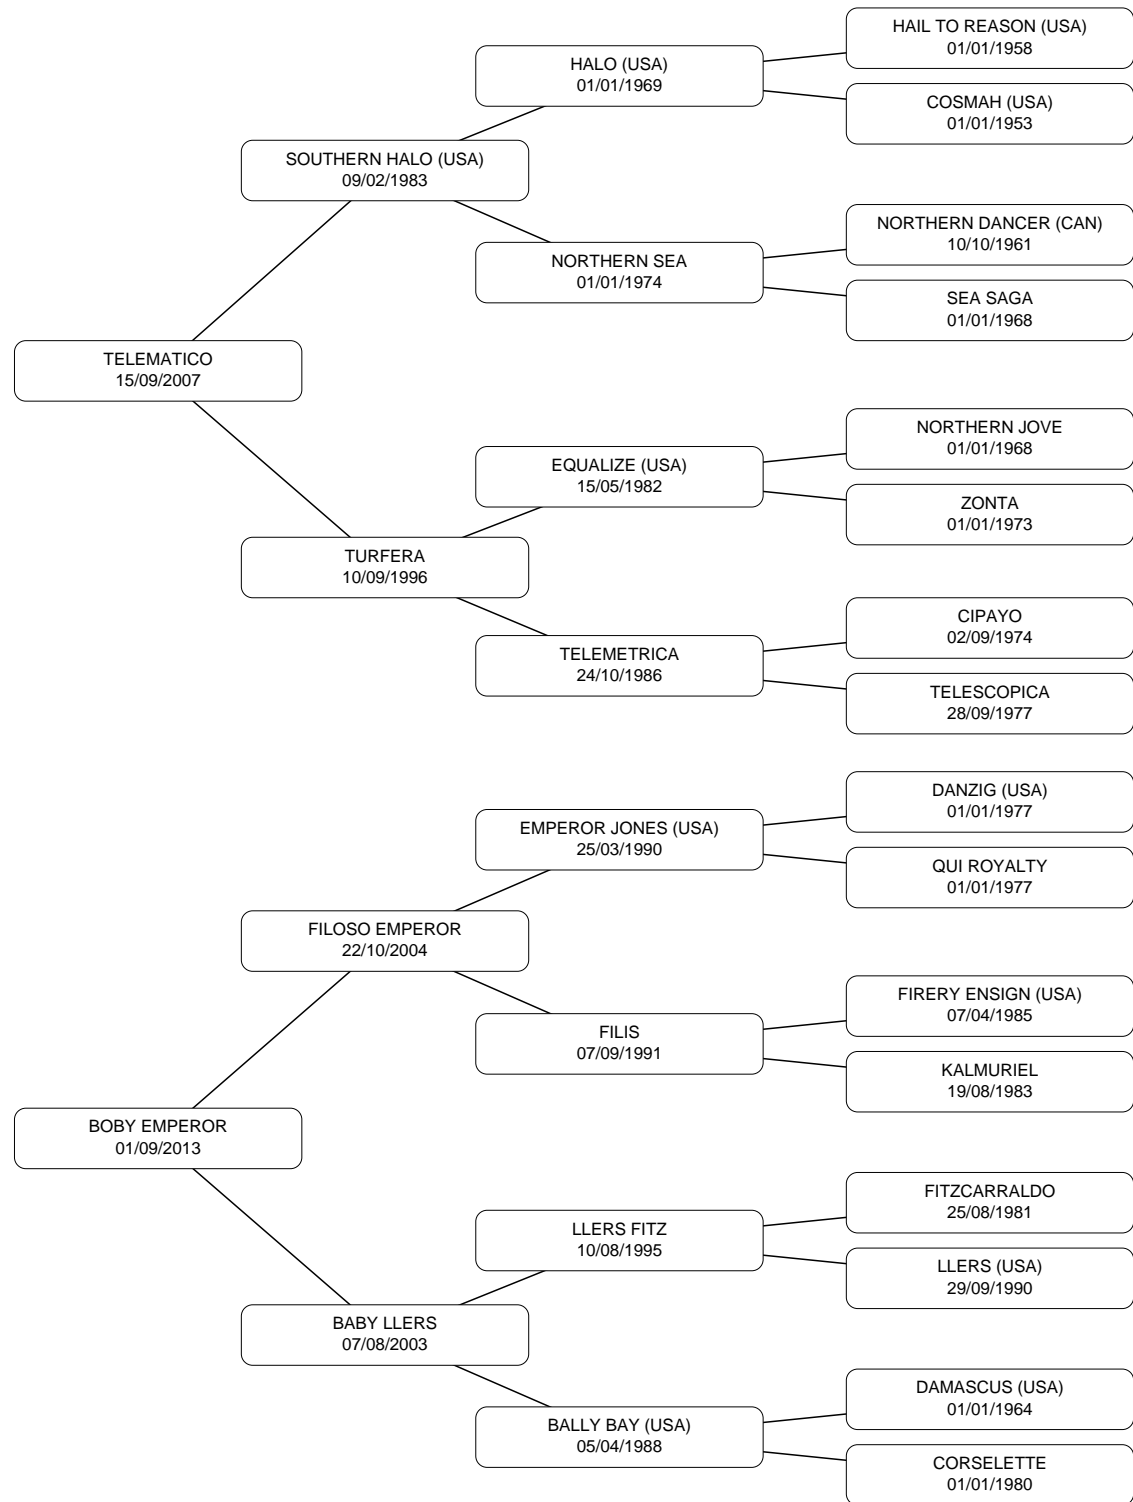 HAIL TO REASON (USA)
01/01/1958
HALO (USA)
01/01/1969
COSMAH (USA)
01/01/1953
SOUTHERN HALO (USA)
09/02/1983
NORTHERN DANCER (CAN)
10/10/1961
NORTHERN SEA
01/01/1974
SEA SAGA
01/01/1968
TELEMATICO
15/09/2007
NORTHERN JOVE
01/01/1968
EQUALIZE (USA)
15/05/1982
ZONTA
01/01/1973
TURFERA
10/09/1996
CIPAYO
02/09/1974
TELEMETRICA
24/10/1986
TELESCOPICA
28/09/1977
DANZIG (USA)
01/01/1977
EMPEROR JONES (USA)
25/03/1990
QUI ROYALTY
01/01/1977
FILOSO EMPEROR
22/10/2004
FIRERY ENSIGN (USA)
07/04/1985
FILIS
07/09/1991
KALMURIEL
19/08/1983
BOBY EMPEROR
01/09/2013
FITZCARRALDO
25/08/1981
LLERS FITZ
10/08/1995
LLERS (USA)
29/09/1990
BABY LLERS
07/08/2003
DAMASCUS (USA)
01/01/1964
BALLY BAY (USA)
05/04/1988
CORSELETTE
01/01/1980